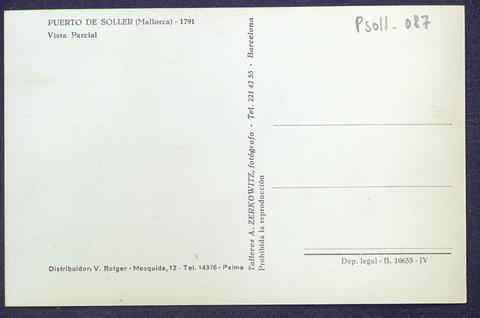 PUERTO DE SOLLER (Mallorca) - 1791
Vista Parcial
Psoll - 087
Talleres A. ZERKOWITZ, fotógrafo - Tel. 221 42 55 - Barcelona
Prohibida la reproducción
Distribuidor: V. Rotger - Mesquida, 12 - Tel. 14376 - Palma
Dep. legal - B. 10655 - IV